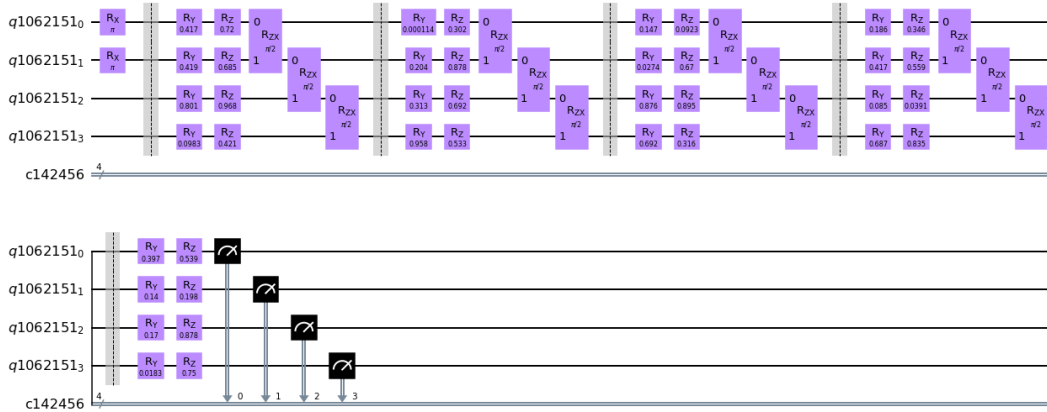 q1062151₀ R_X π R_Y 0.417 R_Z 0.72 0 R_ZX π/2 1 R_Y 0.000114 R_Z 0.302 0 R_ZX π/2 1 R_Y 0.147 R_Z 0.0923 0 R_ZX π/2 1 R_Y 0.186 R_Z 0.346 0 R_ZX π/2 1
q1062151₁ R_X π R_Y 0.419 R_Z 0.685 0 R_ZX π/2 1 R_Y 0.204 R_Z 0.878 0 R_ZX π/2 1 R_Y 0.0274 R_Z 0.67 0 R_ZX π/2 1 R_Y 0.417 R_Z 0.559 0 R_ZX π/2 1
q1062151₂ R_Y 0.801 R_Z 0.968 0 R_ZX π/2 1 R_Y 0.313 R_Z 0.692 0 R_ZX π/2 1 R_Y 0.876 R_Z 0.895 0 R_ZX π/2 1 R_Y 0.085 R_Z 0.0391 0 R_ZX π/2 1
q1062151₃ R_Y 0.0983 R_Z 0.421 R_Y 0.958 R_Z 0.533 R_Y 0.692 R_Z 0.316 R_Y 0.687 R_Z 0.835
c142456 4
q1062151₀ R_Y 0.397 R_Z 0.539
q1062151₁ R_Y 0.14 R_Z 0.198
q1062151₂ R_Y 0.17 R_Z 0.878
q1062151₃ R_Y 0.0183 R_Z 0.75
c142456 4 0 1 2 3